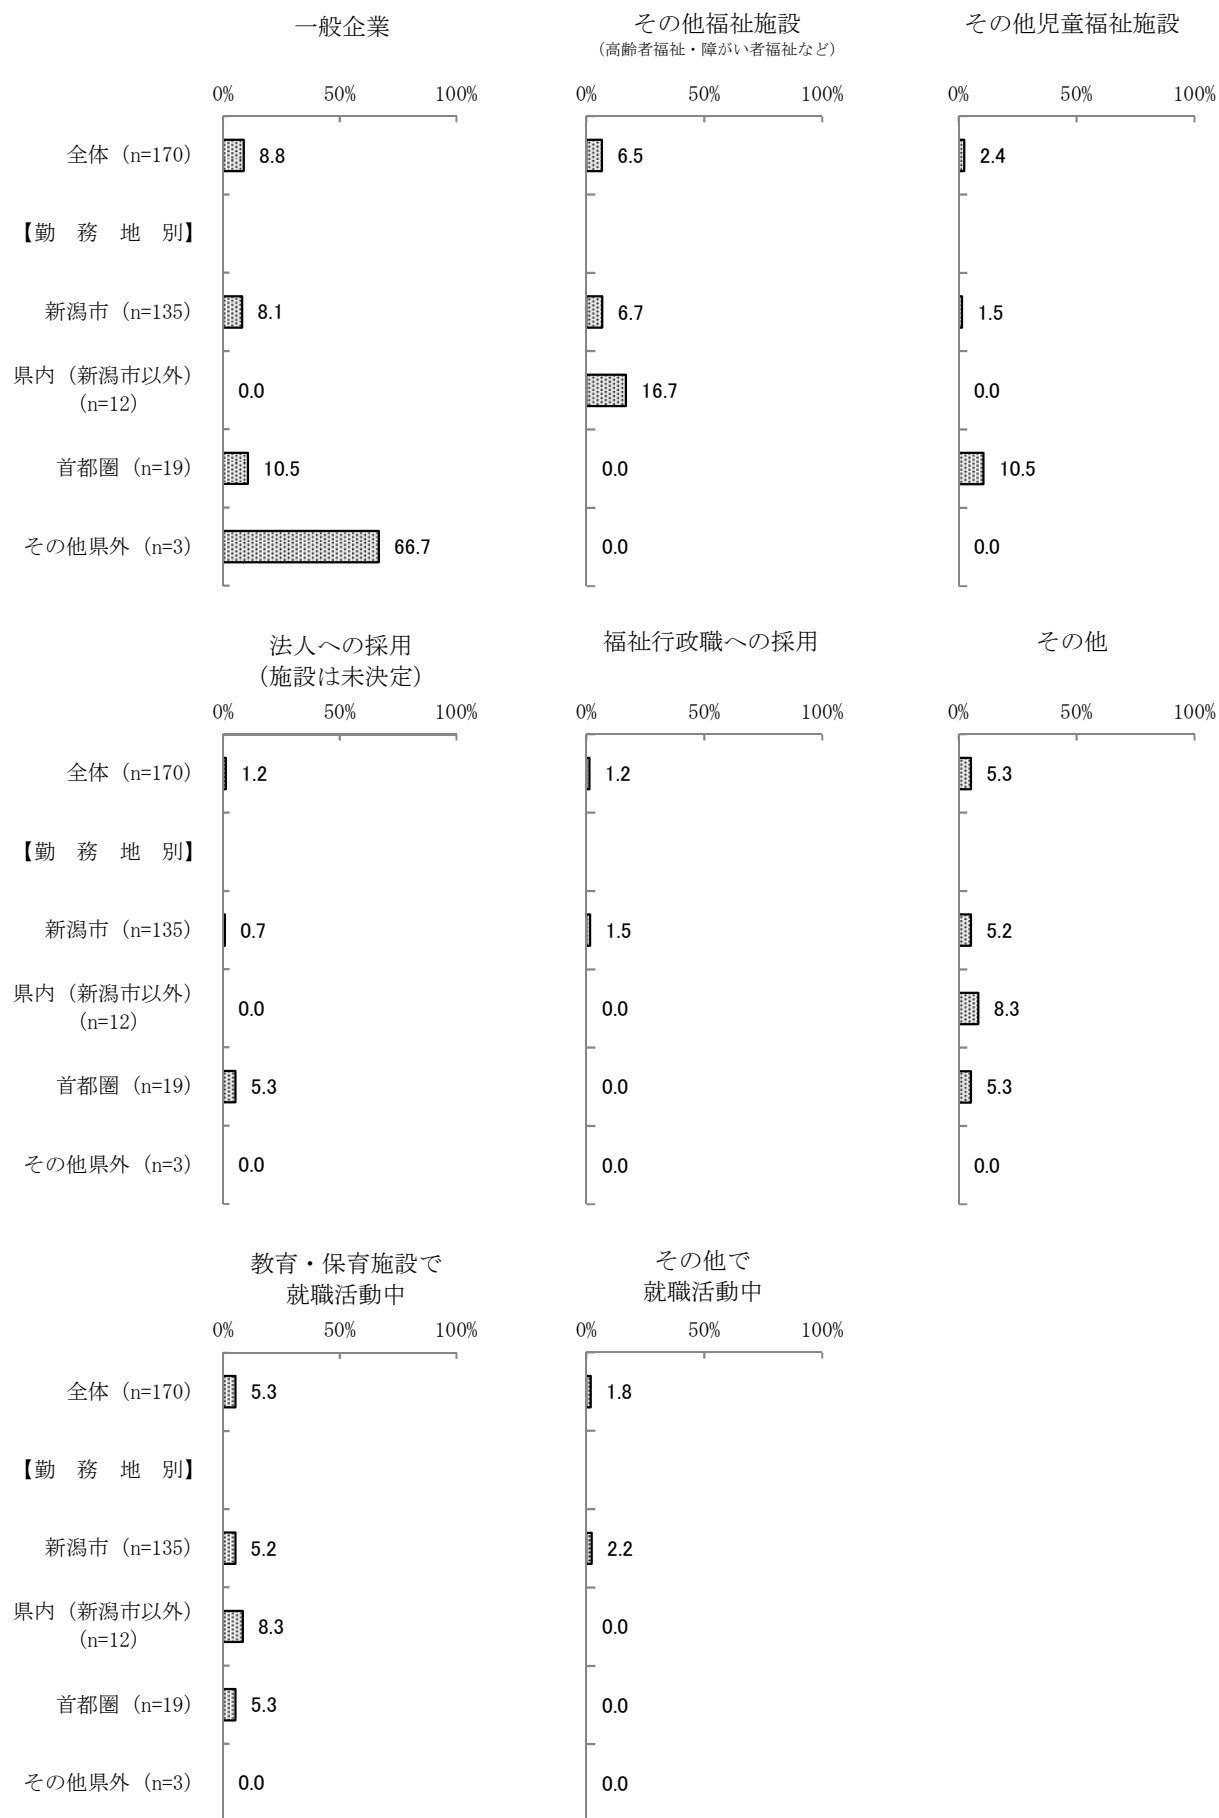 一般企業
その他福祉施設
（高齢者福祉・障がい者福祉など）
その他児童福祉施設
0% 50% 100%
0% 50% 100%
0% 50% 100%
全体（n=170） 8.8 6.5 2.4
【勤 務 地 別】
新潟市（n=135） 8.1 6.7 1.5
県内（新潟市以外）
（n=12） 0.0 16.7 0.0
首都圏（n=19） 10.5 0.0 10.5
その他県外（n=3） 66.7 0.0 0.0
法人への採用
（施設は未決定）
福祉行政職への採用
その他
0% 50% 100%
0% 50% 100%
0% 50% 100%
全体（n=170） 1.2 1.2 5.3
【勤 務 地 別】
新潟市（n=135） 0.7 1.5 5.2
県内（新潟市以外）
（n=12） 0.0 0.0 8.3
首都圏（n=19） 5.3 0.0 5.3
その他県外（n=3） 0.0 0.0 0.0
教育・保育施設で
就職活動中
その他で
就職活動中
0% 50% 100%
0% 50% 100%
全体（n=170） 5.3 1.8
【勤 務 地 別】
新潟市（n=135） 5.2 2.2
県内（新潟市以外）
（n=12） 8.3 0.0
首都圏（n=19） 5.3 0.0
その他県外（n=3） 0.0 0.0